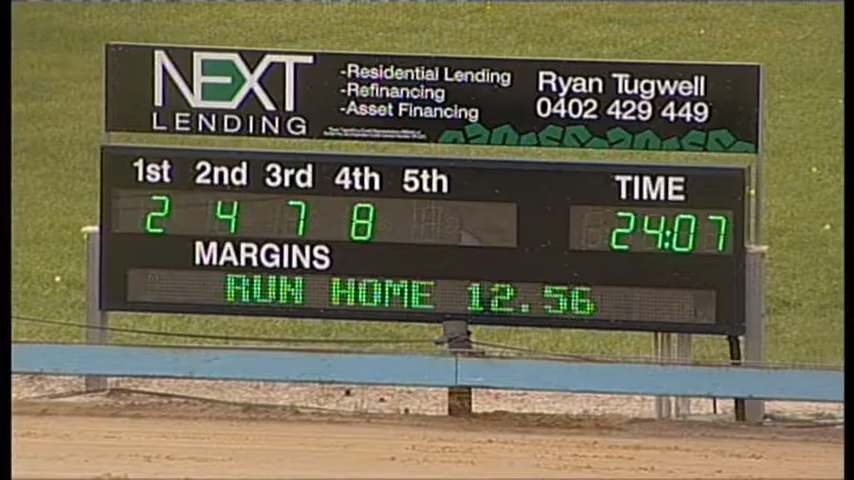 NEXT
LENDING
-Residential Lending
-Refinancing
-Asset Financing
Ryan Tugwell
0402 429 449
1st 2nd 3rd 4th 5th TIME
2 4 7 8 24:07
MARGINS
RUN HOME 12.56